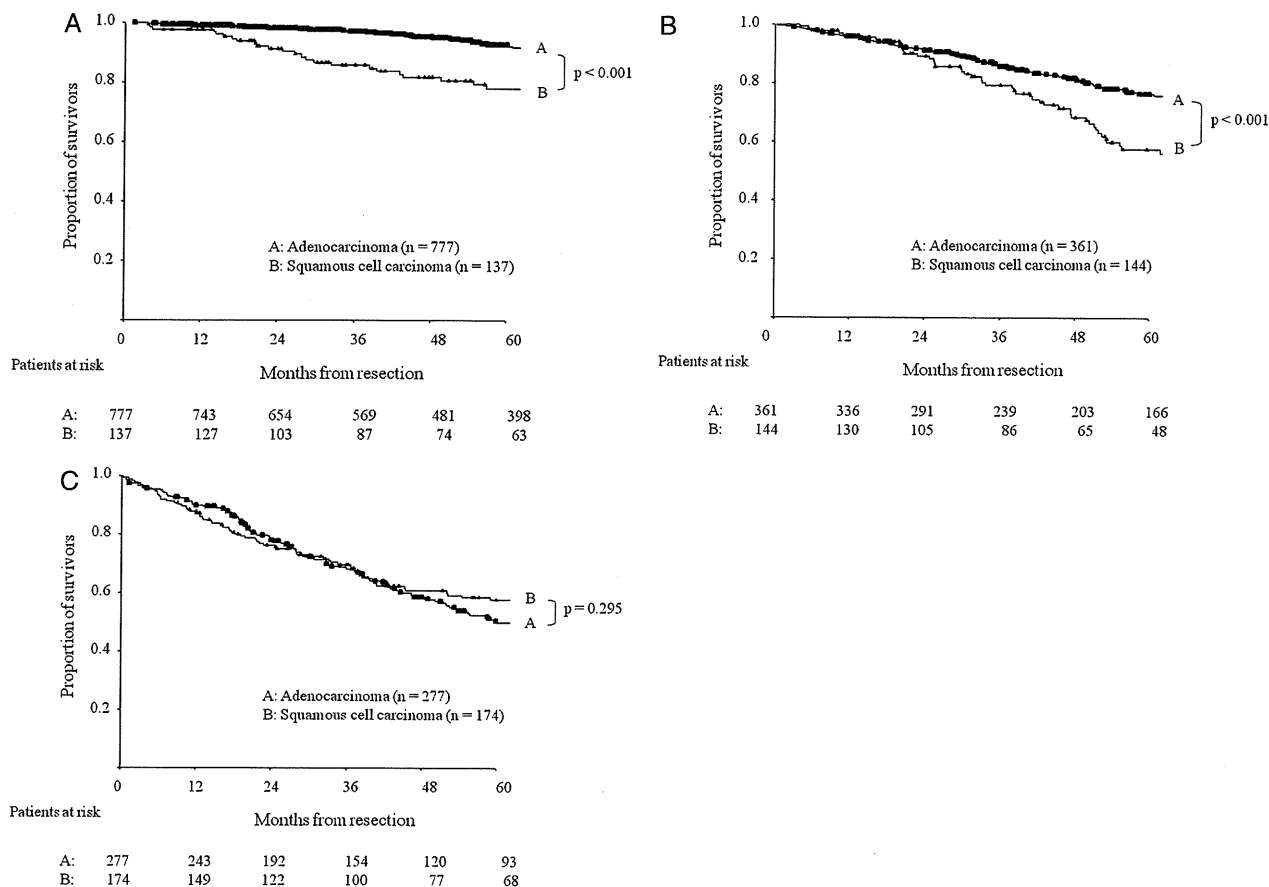 A
1.0
0.8
0.6
0.4
0.2
Proportion of survivors
A
B
p < 0.001
A: Adenocarcinoma (n = 777)
B: Squamous cell carcinoma (n = 137)
0 12 24 36 48 60
Patients at risk
Months from resection
A: 777 743 654 569 481 398
B: 137 127 103 87 74 63
B
1.0
0.8
0.6
0.4
0.2
Proportion of survivors
A
B
p < 0.001
A: Adenocarcinoma (n = 361)
B: Squamous cell carcinoma (n = 144)
0 12 24 36 48 60
Patients at risk
Months from resection
A: 361 336 291 239 203 166
B: 144 130 105 86 65 48
C
1.0
0.8
0.6
0.4
0.2
Proportion of survivors
B
A
p = 0.295
A: Adenocarcinoma (n = 277)
B: Squamous cell carcinoma (n = 174)
0 12 24 36 48 60
Patients at risk
Months from resection
A: 277 243 192 154 120 93
B: 174 149 122 100 77 68